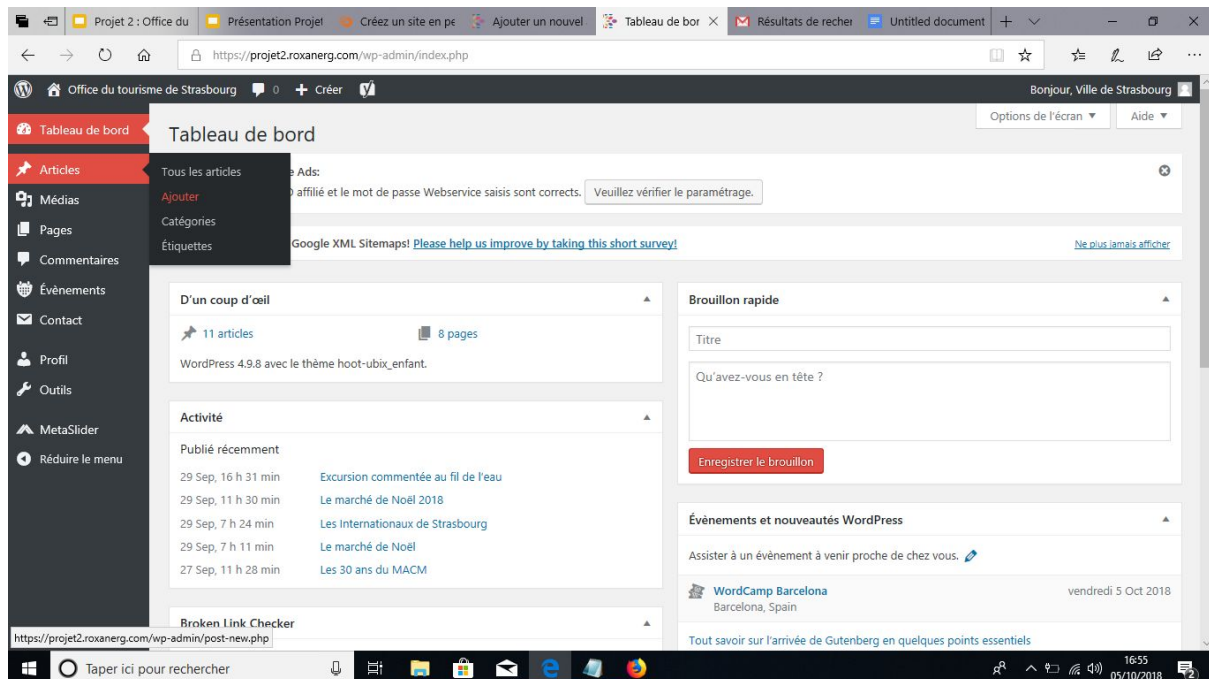 Projet 2 : Office du
Présentation Projet
Créez un site en pe
Ajouter un nouvel
Tableau de bor
Résultats de recher
Untitled document
https://projet2.roxanerg.com/wp-admin/index.php
Office du tourisme de Strasbourg 0 + Créer
Bonjour, Ville de Strasbourg
Options de l'écran ▼
Aide ▼
Tableau de bord
Articles
Médias
Pages
Commentaires
Évènements
Contact
Profil
Outils
MetaSlider
Réduire le menu
Tous les articles
Ajouter
Catégories
Étiquettes
Tableau de bord
Ads:
affilié et le mot de passe Webservice saisis sont corrects. Veuillez vérifier le paramétrage.
Google XML Sitemaps! Please help us improve by taking this short survey!
Ne plus jamais afficher
D'un coup d'œil
11 articles
8 pages
WordPress 4.9.8 avec le thème hoot-ubix_enfant.
Activité
Publié récemment
29 Sep, 16 h 31 min Excursion commentée au fil de l'eau
29 Sep, 11 h 30 min Le marché de Noël 2018
29 Sep, 7 h 24 min Les Internationaux de Strasbourg
29 Sep, 7 h 11 min Le marché de Noël
27 Sep, 11 h 28 min Les 30 ans du MACM
Broken Link Checker
Brouillon rapide
Titre
Qu'avez-vous en tête ?
Enregistrer le brouillon
Évènements et nouveautés WordPress
Assister à un évènement à venir proche de chez vous.
WordCamp Barcelona
vendredi 5 Oct 2018
Barcelona, Spain
Tout savoir sur l'arrivée de Gutenberg en quelques points essentiels
https://projet2.roxanerg.com/wp-admin/post-new.php
Taper ici pour rechercher
16:55
05/10/2018
2